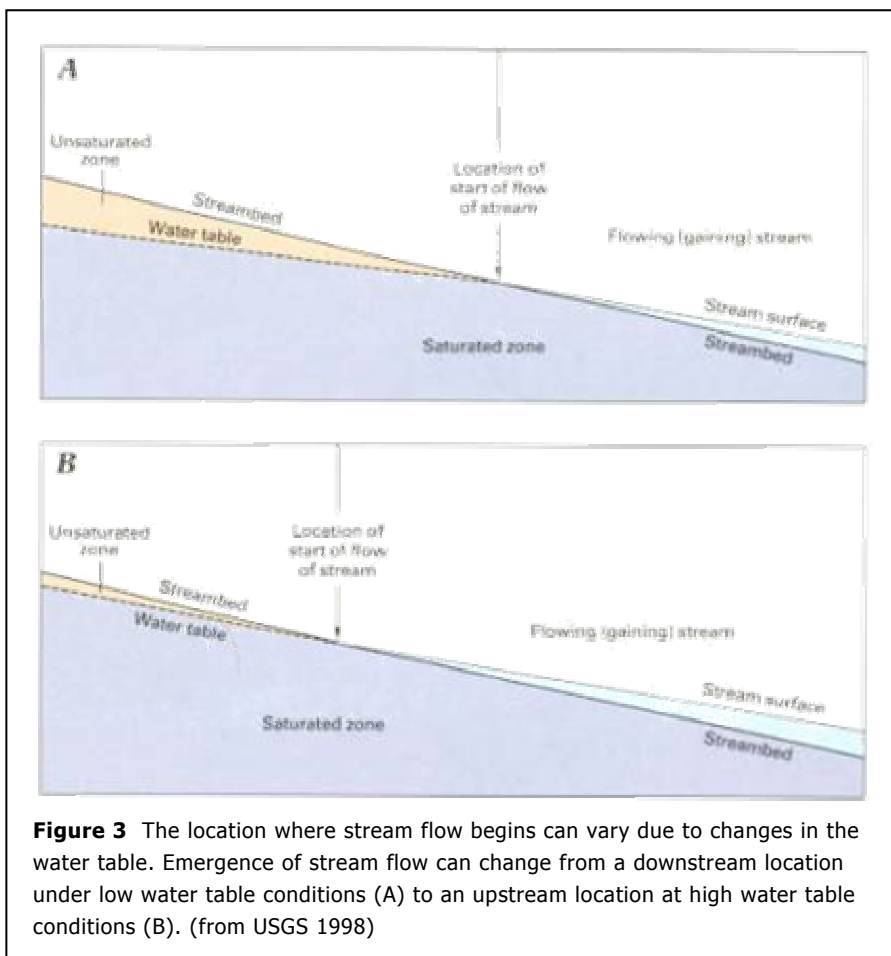 A
Unsaturated
zone
Streambed
Water table
Location of
start of flow
of stream
Flowing (gaining) stream
Stream surface
Streambed
Saturated zone
B
Unsaturated
zone
Streambed
Water table
Location of
start of flow
of stream
Flowing (gaining) stream
Stream surface
Streambed
Saturated zone
Figure 3 The location where stream flow begins can vary due to changes in the
water table. Emergence of stream flow can change from a downstream location
under low water table conditions (A) to an upstream location at high water table
conditions (B). (from USGS 1998)